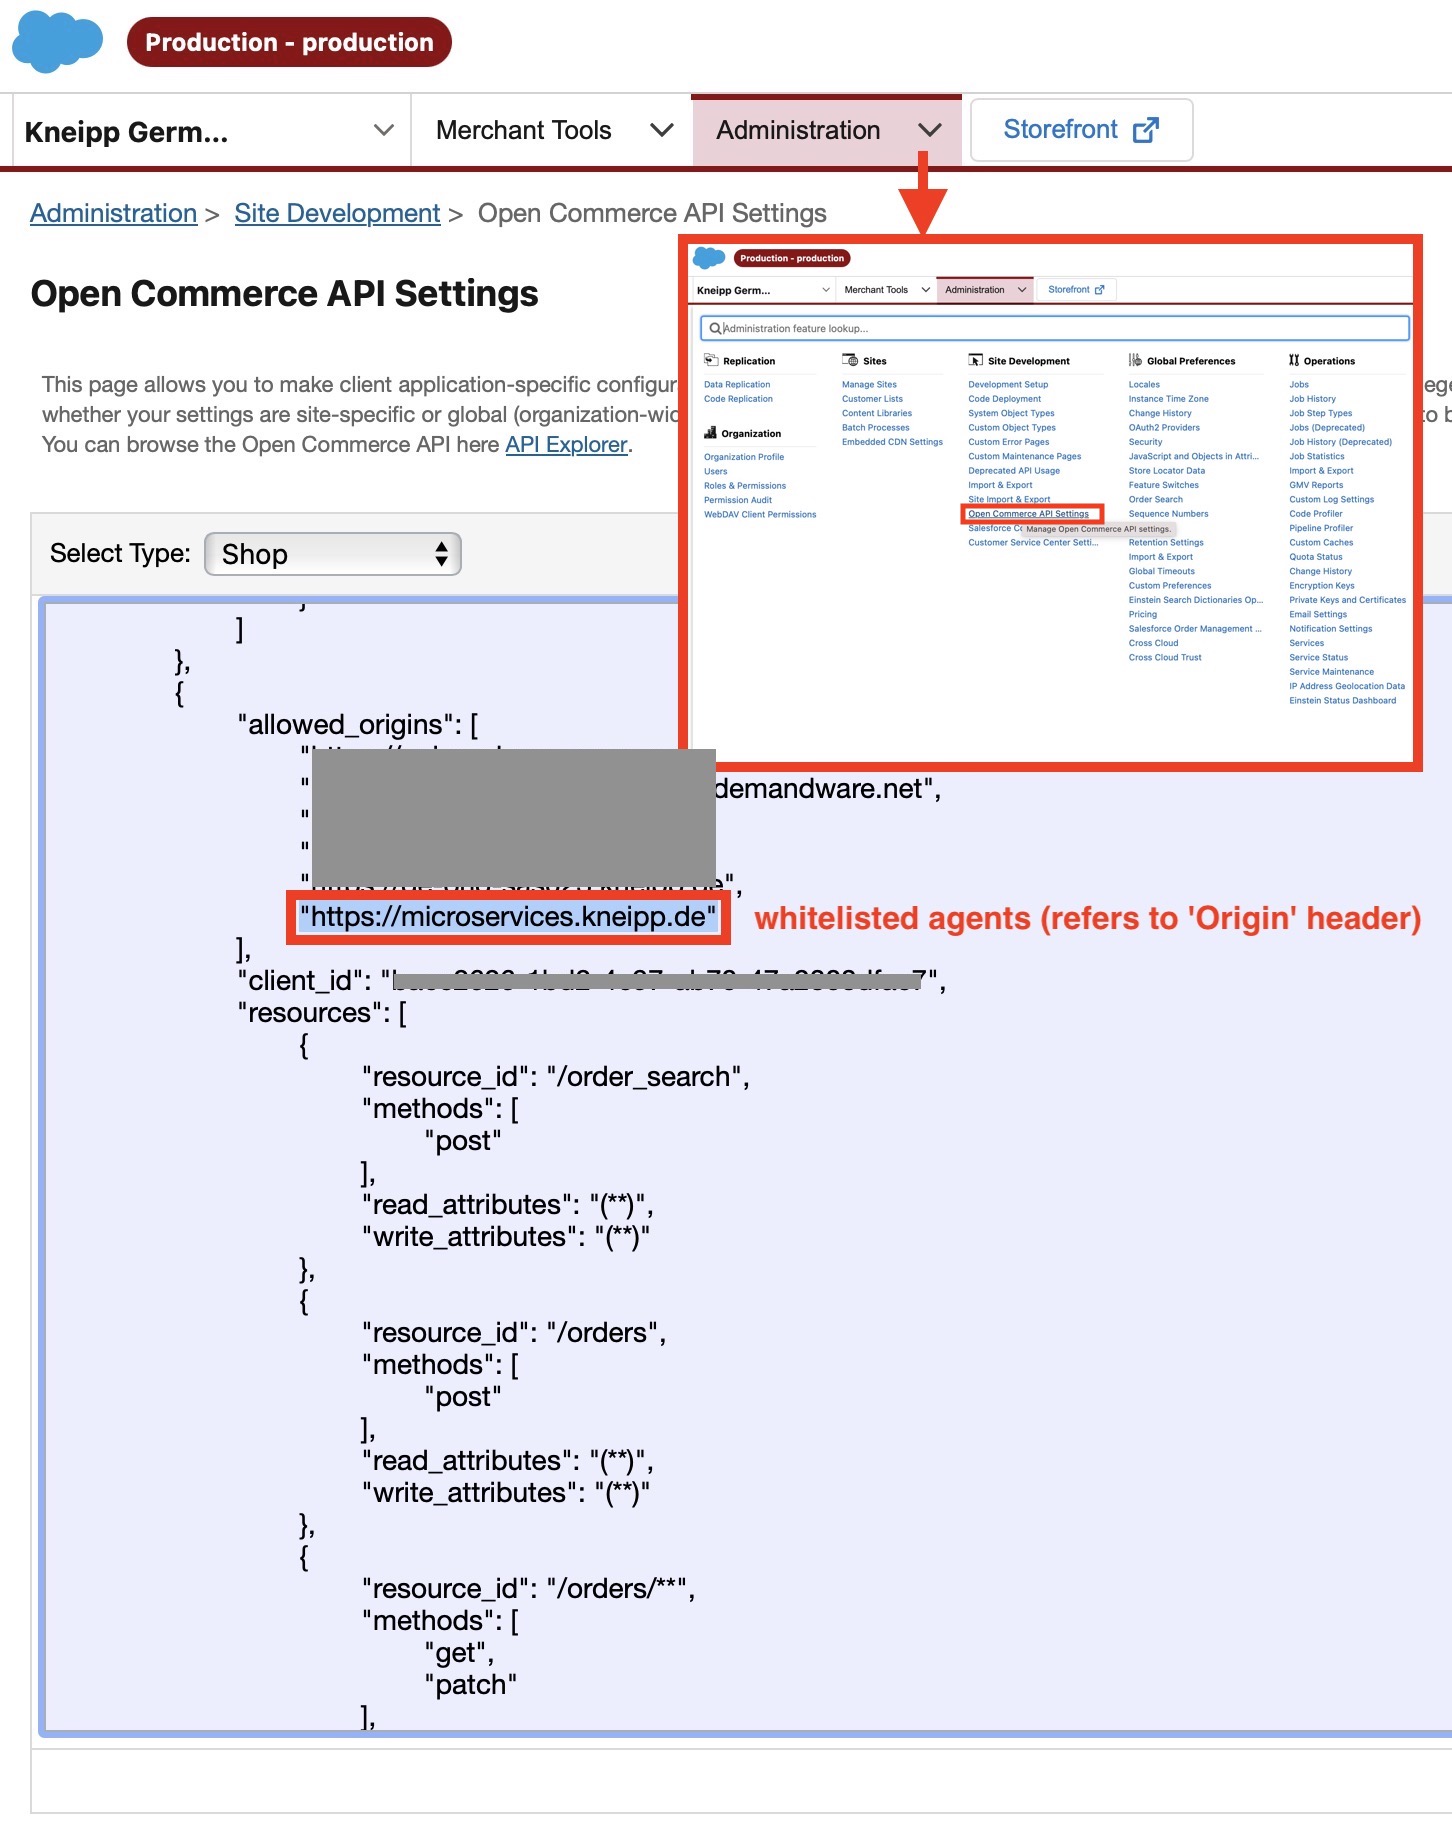 Production - production
Kneipp Germ...
Merchant Tools
Administration
Storefront
Administration > Site Development > Open Commerce API Settings
Open Commerce API Settings
This page allows you to make client application-specific
whether your settings are site-specific or global
You can browse the Open Commerce API here API Explorer.
Select Type: Shop
Production - production
Kneipp Germ...
Merchant Tools
Administration
Storefront
Administration feature lookup...
Replication
Data Replication
Code Replication
Organization
Organization Profile
Users
Roles & Permissions
Permission Audit
WebDAV Client Permissions
Sites
Manage Sites
Customer Lists
Content Libraries
Batch Processes
Embedded CDN Settings
Site Development
Development Setup
Code Deployment
System Object Types
Custom Object Types
Custom Error Pages
Custom Maintenance Pages
Deprecated API Usage
Import & Export
Site Import & Export
Open Commerce API Settings
Salesforce
Manage Open Commerce API settings.
Customer Service Center Setti...
Global Preferences
Locales
Instance Time Zone
Change History
OAuth2 Providers
Security
JavaScript and Objects in Attri...
Store Locator Data
Feature Switches
Order Search
Sequence Numbers
Retention Settings
Import & Export
Global Timeouts
Custom Preferences
Einstein Search Dictionaries Op...
Pricing
Salesforce Order Management ...
Cross Cloud
Cross Cloud Trust
Operations
Jobs
Job History
Job Step Types
Jobs (Deprecated)
Job History (Deprecated)
Job Statistics
Import & Export
GMV Reports
Custom Log Settings
Code Profiler
Pipeline Profiler
Custom Caches
Quota Status
Change History
Encryption Keys
Private Keys and Certificates
Email Settings
Notification Settings
Services
Service Status
Service Maintenance
IP Address Geolocation Data
Einstein Status Dashboard
]
},
{
"allowed_origins": [
"
" demandware.net",
"
"
" ",
"https://microservices.kneipp.de"
whitelisted agents (refers to 'Origin' header)
],
"client_id": " ",
"resources": [
{
"resource_id": "/order_search",
"methods": [
"post"
],
"read_attributes": "(**)",
"write_attributes": "(**)"
},
{
"resource_id": "/orders",
"methods": [
"post"
],
"read_attributes": "(**)",
"write_attributes": "(**)"
},
{
"resource_id": "/orders/**",
"methods": [
"get",
"patch"
],